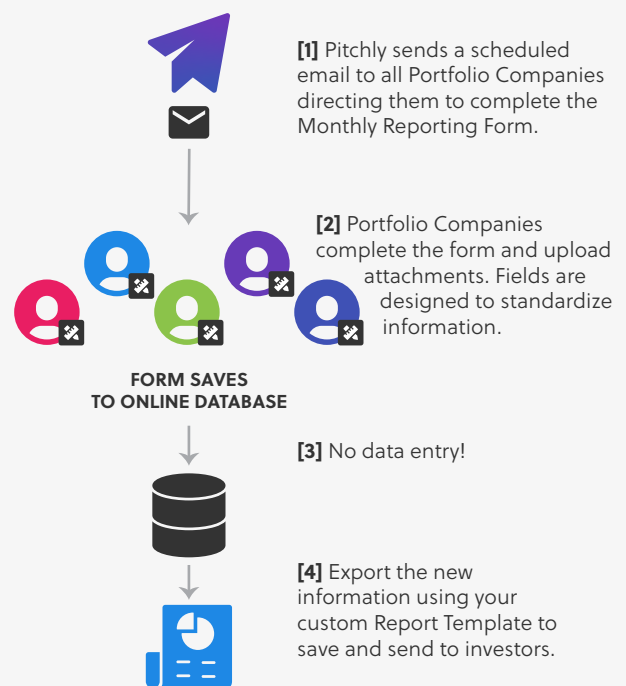 [1] Pitchly sends a scheduled
email to all Portfolio Companies
directing them to complete the
Monthly Reporting Form.
[2] Portfolio Companies
complete the form and upload
attachments. Fields are
designed to standardize
information.
FORM SAVES
TO ONLINE DATABASE
[3] No data entry!
[4] Export the new
information using your
custom Report Template to
save and send to investors.